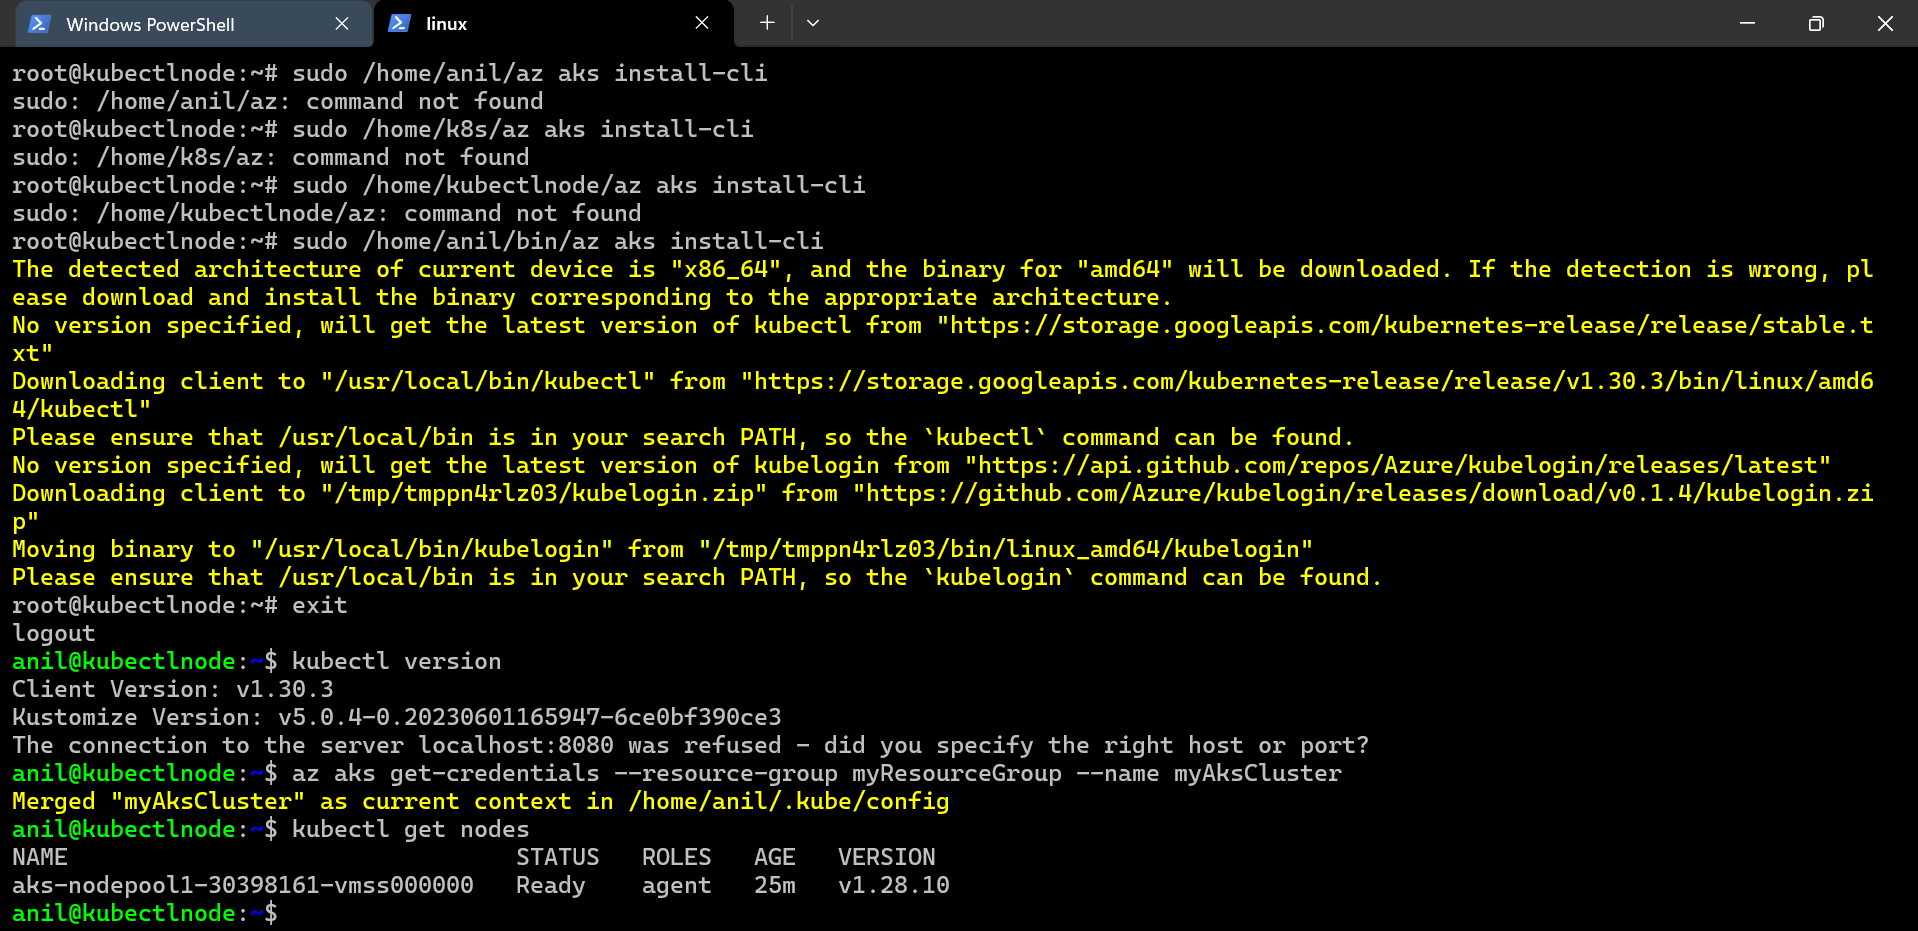 Windows PowerShell
linux
root@kubectlnode:~# sudo /home/anil/az aks install-cli
sudo: /home/anil/az: command not found
root@kubectlnode:~# sudo /home/k8s/az aks install-cli
sudo: /home/k8s/az: command not found
root@kubectlnode:~# sudo /home/kubectlnode/az aks install-cli
sudo: /home/kubectlnode/az: command not found
root@kubectlnode:~# sudo /home/anil/bin/az aks install-cli
The detected architecture of current device is "x86_64", and the binary for "amd64" will be downloaded. If the detection is wrong, pl
ease download and install the binary corresponding to the appropriate architecture.
No version specified, will get the latest version of kubectl from "https://storage.googleapis.com/kubernetes-release/release/stable.t
xt"
Downloading client to "/usr/local/bin/kubectl" from "https://storage.googleapis.com/kubernetes-release/release/v1.30.3/bin/linux/amd6
4/kubectl"
Please ensure that /usr/local/bin is in your search PATH, so the `kubectl` command can be found.
No version specified, will get the latest version of kubelogin from "https://api.github.com/repos/Azure/kubelogin/releases/latest"
Downloading client to "/tmp/tmppn4rlz03/kubelogin.zip" from "https://github.com/Azure/kubelogin/releases/download/v0.1.4/kubelogin.zi
p"
Moving binary to "/usr/local/bin/kubelogin" from "/tmp/tmppn4rlz03/bin/linux_amd64/kubelogin"
Please ensure that /usr/local/bin is in your search PATH, so the `kubelogin` command can be found.
root@kubectlnode:~# exit
logout
anil@kubectlnode:~$ kubectl version
Client Version: v1.30.3
Kustomize Version: v5.0.4-0.20230601165947-6ce0bf390ce3
The connection to the server localhost:8080 was refused - did you specify the right host or port?
anil@kubectlnode:~$ az aks get-credentials --resource-group myResourceGroup --name myAksCluster
Merged "myAksCluster" as current context in /home/anil/.kube/config
anil@kubectlnode:~$ kubectl get nodes
NAME                                STATUS   ROLES   AGE   VERSION
aks-nodepool1-30398161-vmss000000   Ready    agent   25m   v1.28.10
anil@kubectlnode:~$